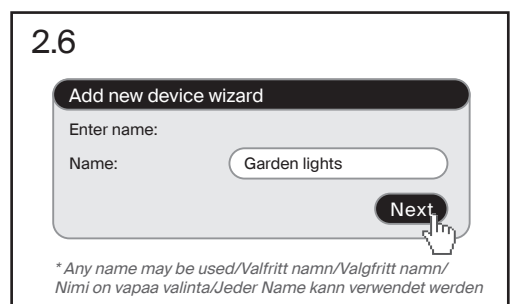 2.6
Add new device wizard
Enter name:
Name: Garden lights
Next
* Any name may be used/Valfritt namn/Valgfritt namn/
Nimi on vapaa valinta/Jeder Name kann verwendet werden